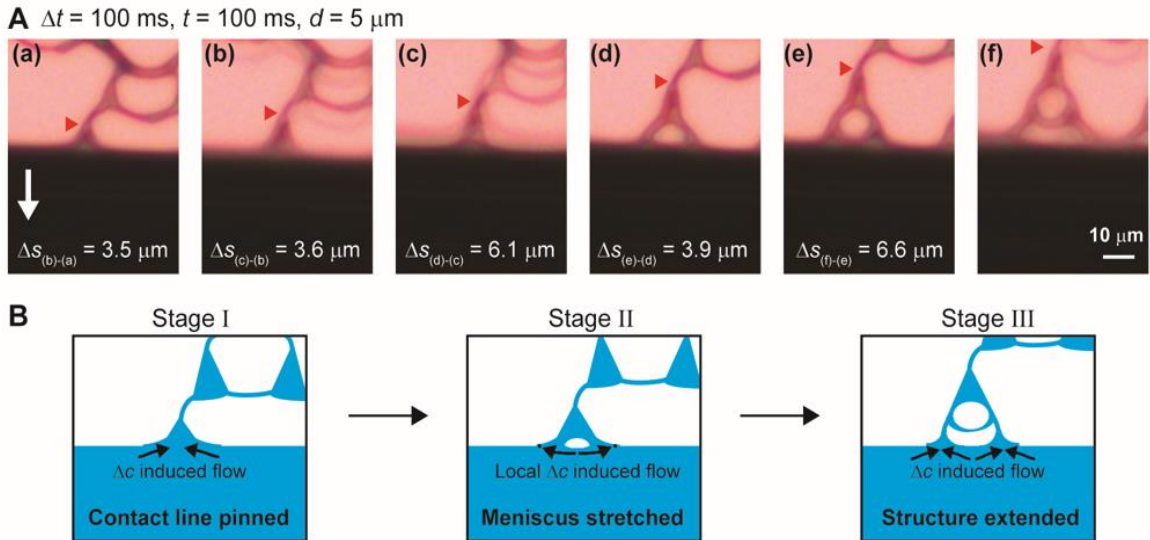 A Δt = 100 ms, t = 100 ms, d = 5 μm
(a) (b) (c) (d) (e) (f)
Δs(b)-(a) = 3.5 μm Δs(c)-(b) = 3.6 μm Δs(d)-(c) = 6.1 μm Δs(e)-(d) = 3.9 μm Δs(f)-(e) = 6.6 μm 10 μm
B Stage I Stage II Stage III
Δc induced flow Local Δc induced flow Δc induced flow
Contact line pinned Meniscus stretched Structure extended